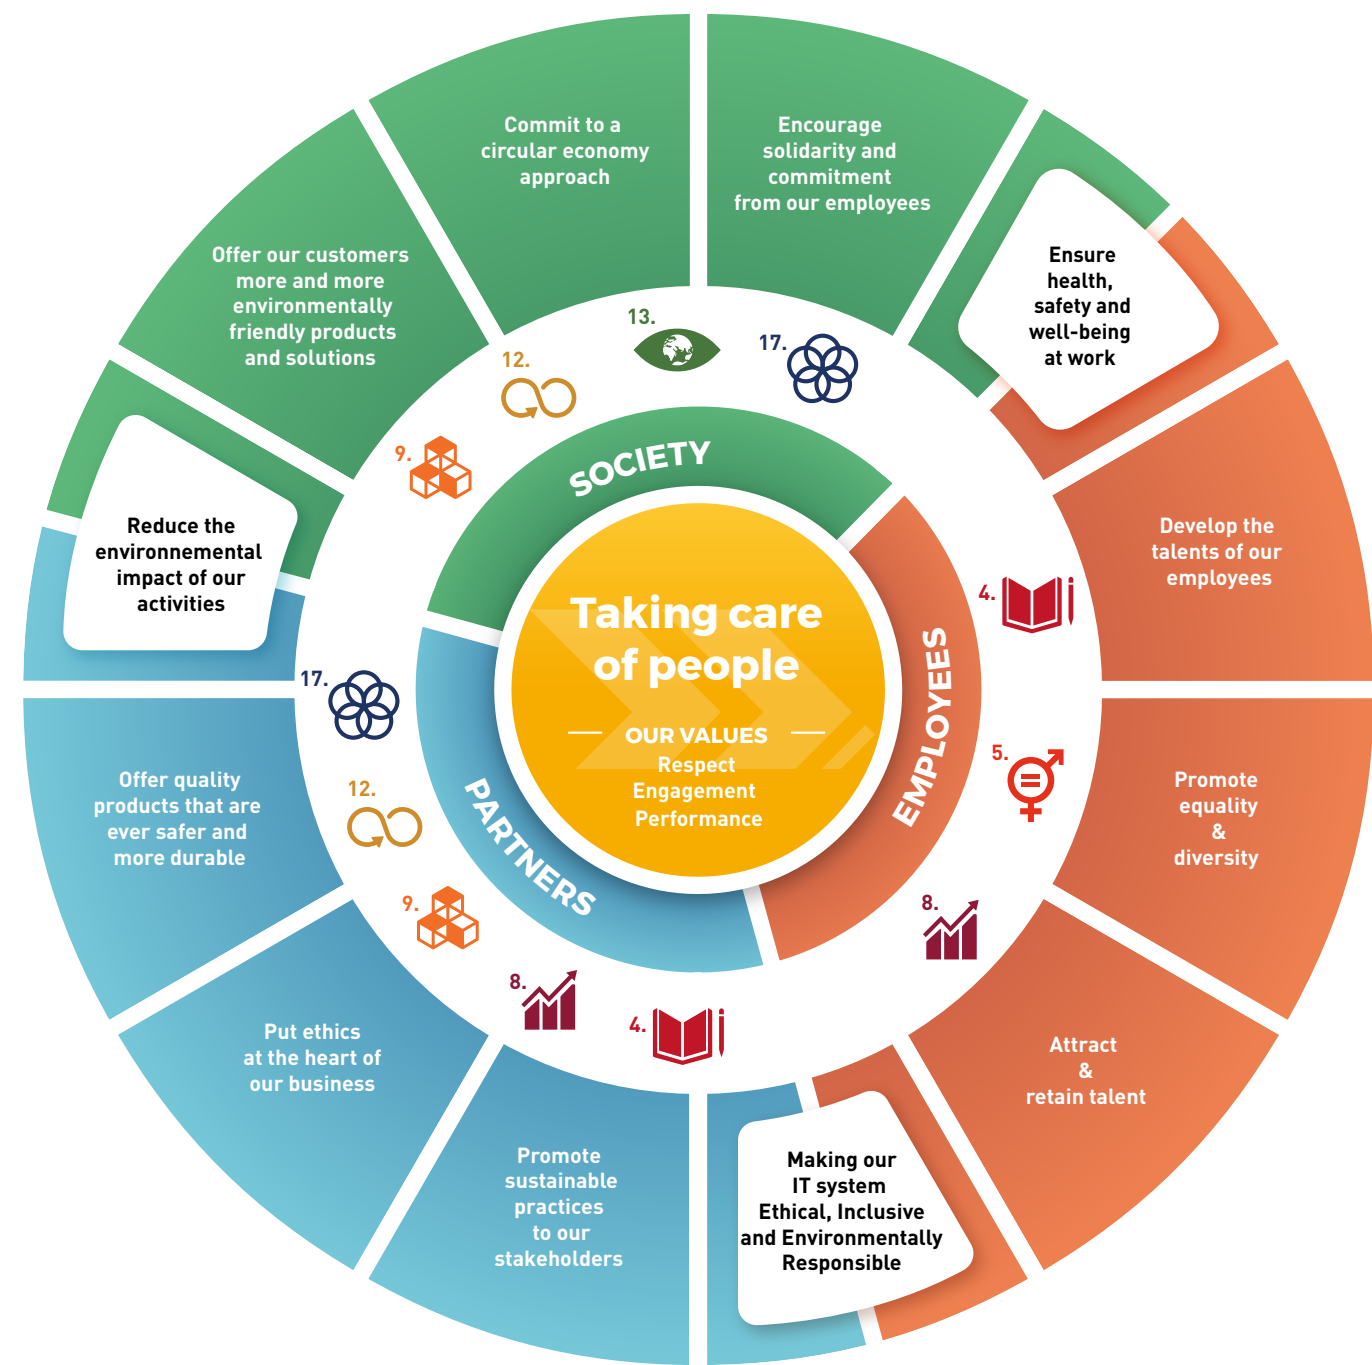 Commit to a
circular economy
approach
Encourage
solidarity and
commitment
from our employees
Ensure
health,
safety and
well-being
at work
Develop the
talents of our
employees
Promote
equality
&
diversity
Attract
&
retain talent
Making our
IT system
Ethical, Inclusive
and Environmentally
Responsible
Promote
sustainable
practices
to our
stakeholders
Put ethics
at the heart of
our business
Offer quality
products that are
ever safer and
more durable
Reduce the
environnemental
impact of our
activities
Offer our customers
more and more
environmentally
friendly products
and solutions
9.
12.
13.
17.
4.
5.
8.
4.
8.
9.
12.
17.
SOCIETY
EMPLOYEES
PARTNERS
Taking care
of people
OUR VALUES
Respect
Engagement
Performance